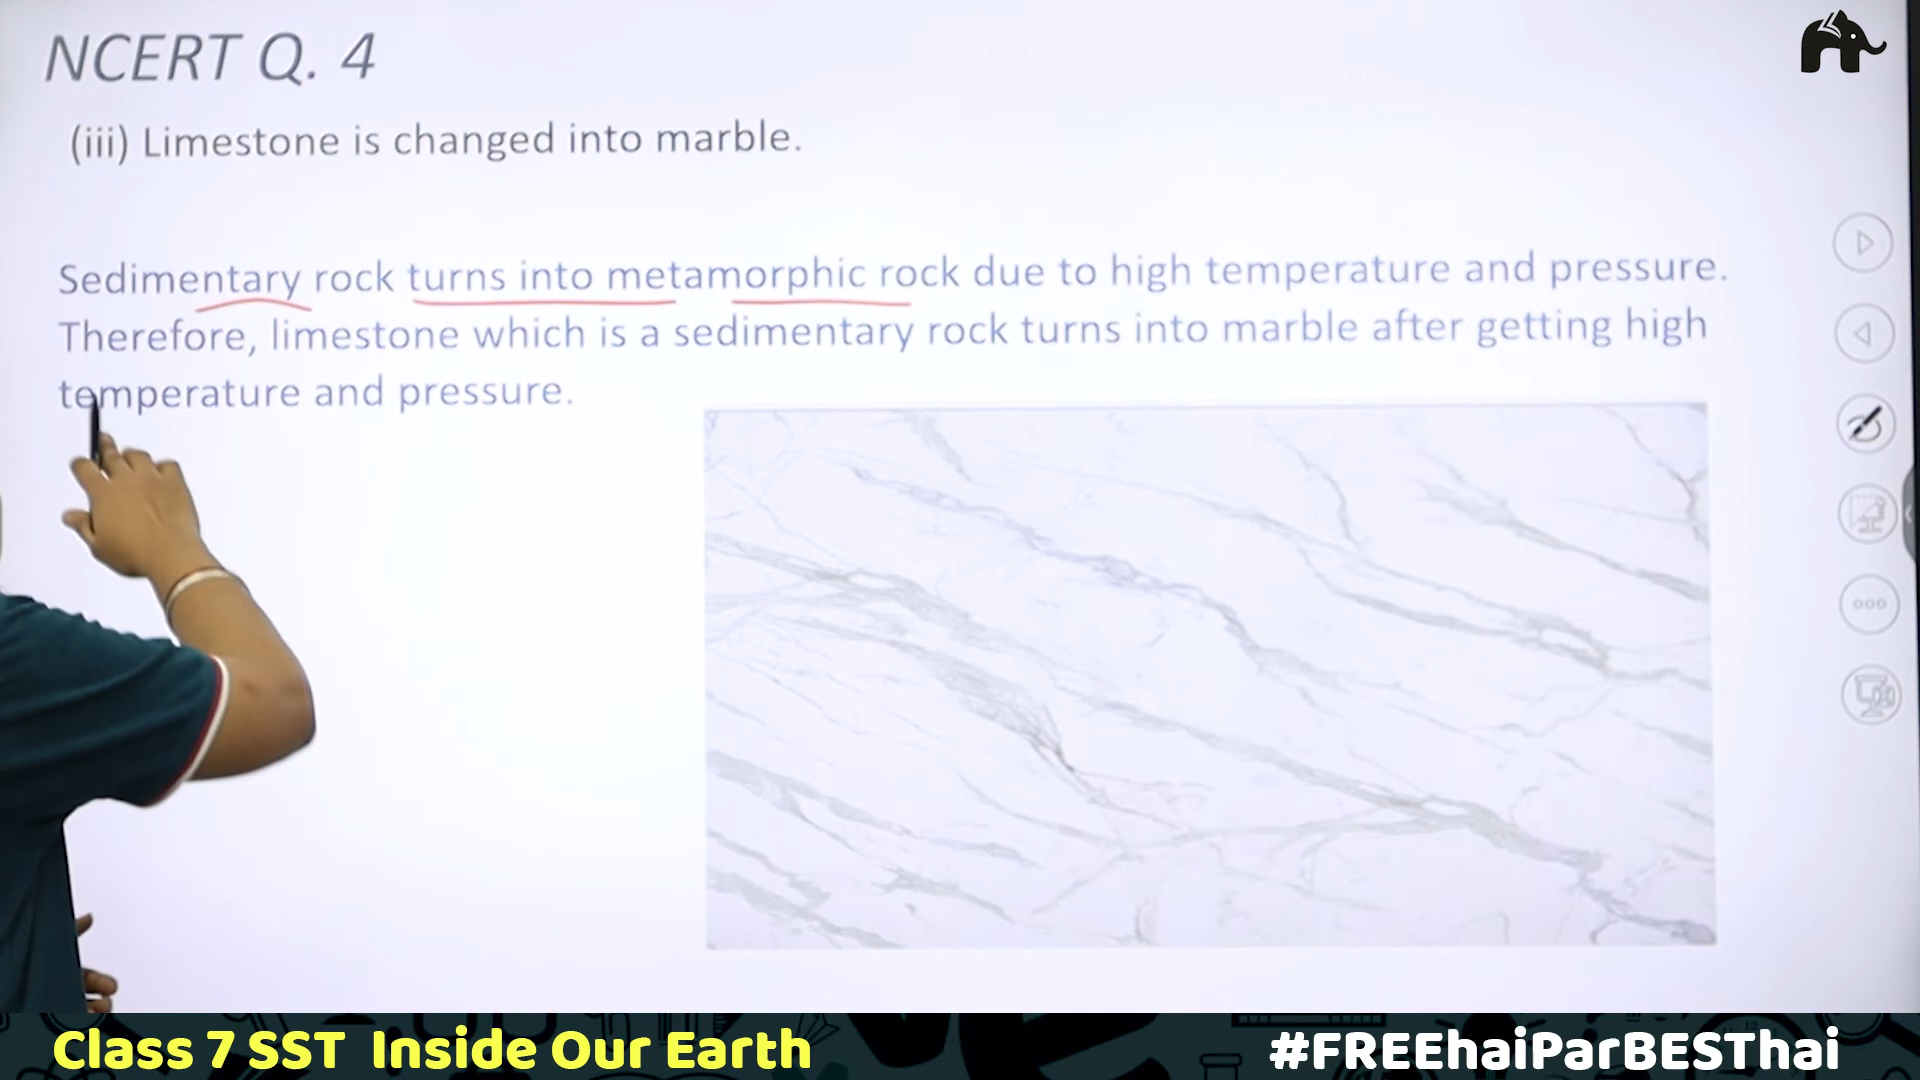 NCERT Q. 4
(iii) Limestone is changed into marble.
Sedimentary rock turns into metamorphic rock due to high temperature and pressure.
Therefore, limestone which is a sedimentary rock turns into marble after getting high
temperature and pressure.
Class 7 SST Inside Our Earth
#FREEhaiParBESThai